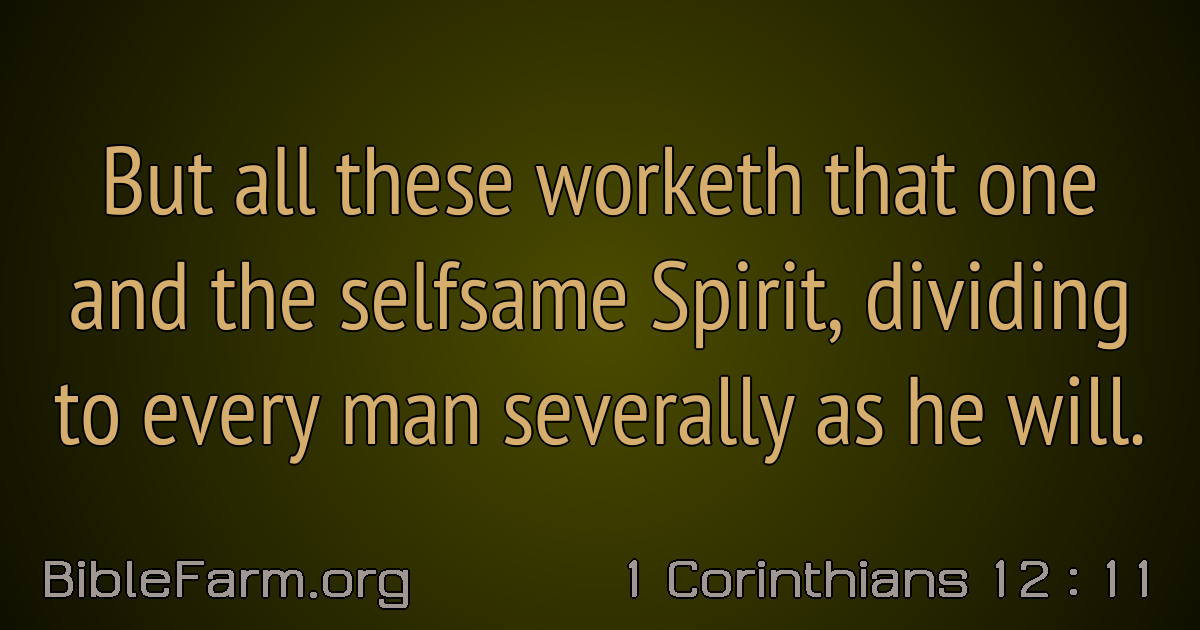 But all these worketh that one
and the selfsame Spirit, dividing
to every man severally as he will.
BibleFarm.org
1 Corinthians 12 : 11